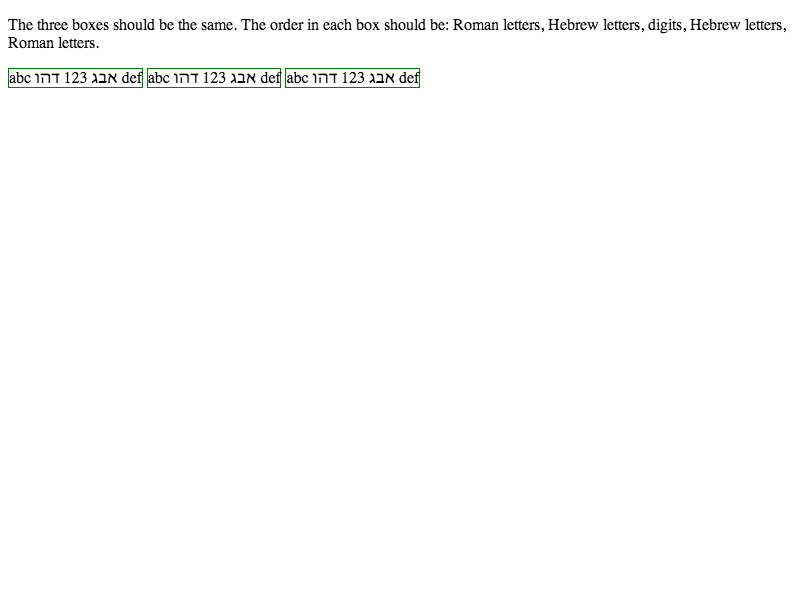 The three boxes should be the same. The order in each box should be: Roman letters, Hebrew letters, digits, Hebrew letters,
Roman letters.
abc אבג 123 דהו def abc אבג 123 דהו def abc אבג 123 דהו def